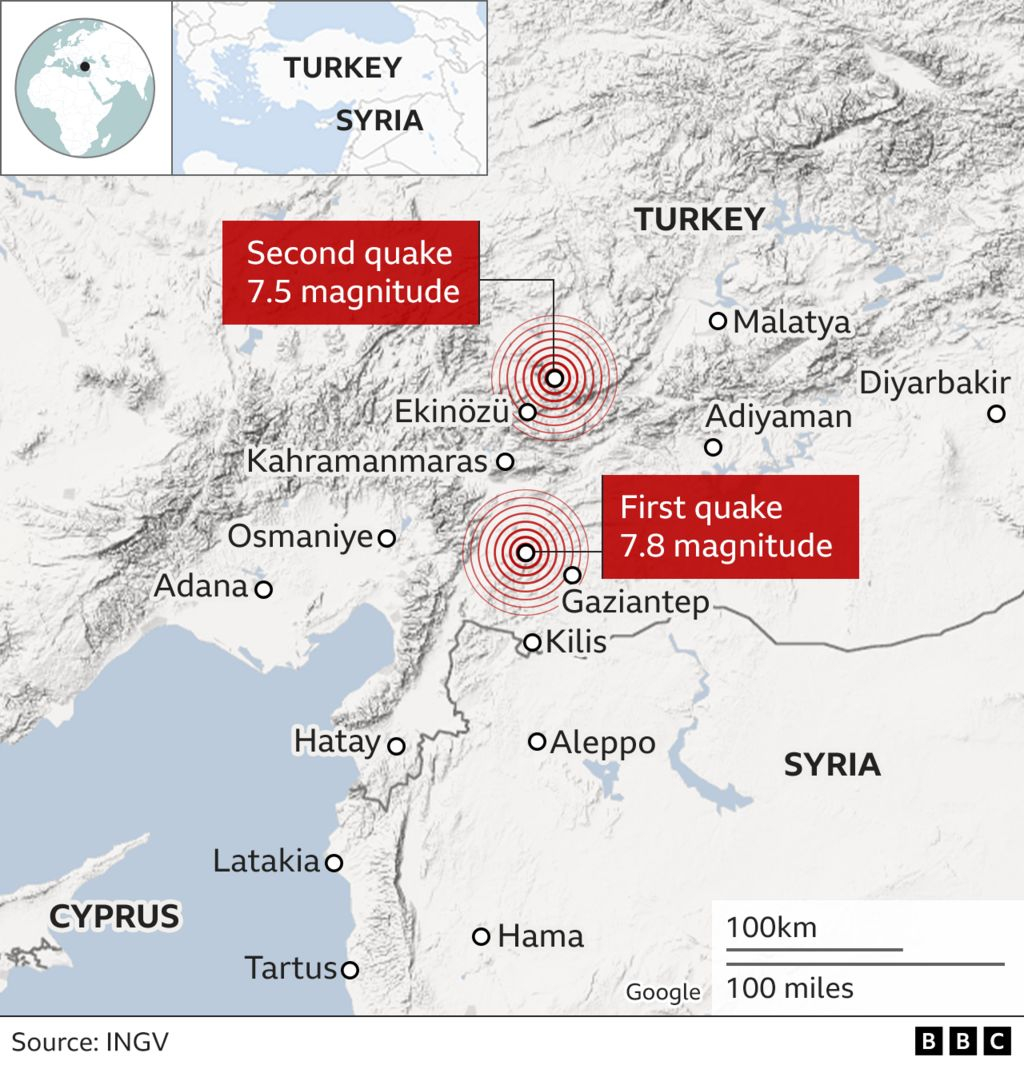 TURKEY
SYRIA
TURKEY
Second quake
7.5 magnitude
Malatya
Diyarbakir
Ekinözü
Adiyaman
Kahramanmaras
First quake
7.8 magnitude
Osmaniye
Adana
Gaziantep
Kilis
Hatay
Aleppo
SYRIA
Latakia
CYPRUS
Hama
100km
Tartus
Google
100 miles
Source: INGV
BBC